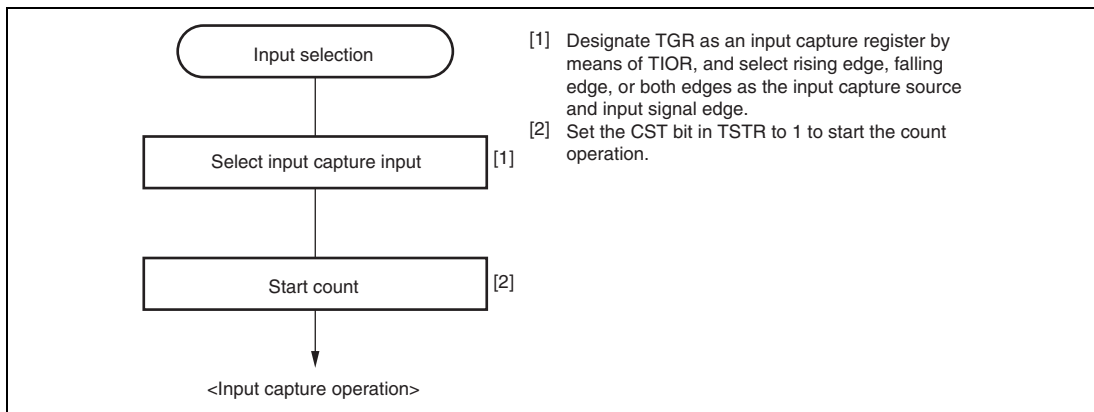 Input selection
Select input capture input
[1]
Start count
[2]
<Input capture operation>
[1] Designate TGR as an input capture register by
means of TIOR, and select rising edge, falling
edge, or both edges as the input capture source
and input signal edge.
[2] Set the CST bit in TSTR to 1 to start the count
operation.